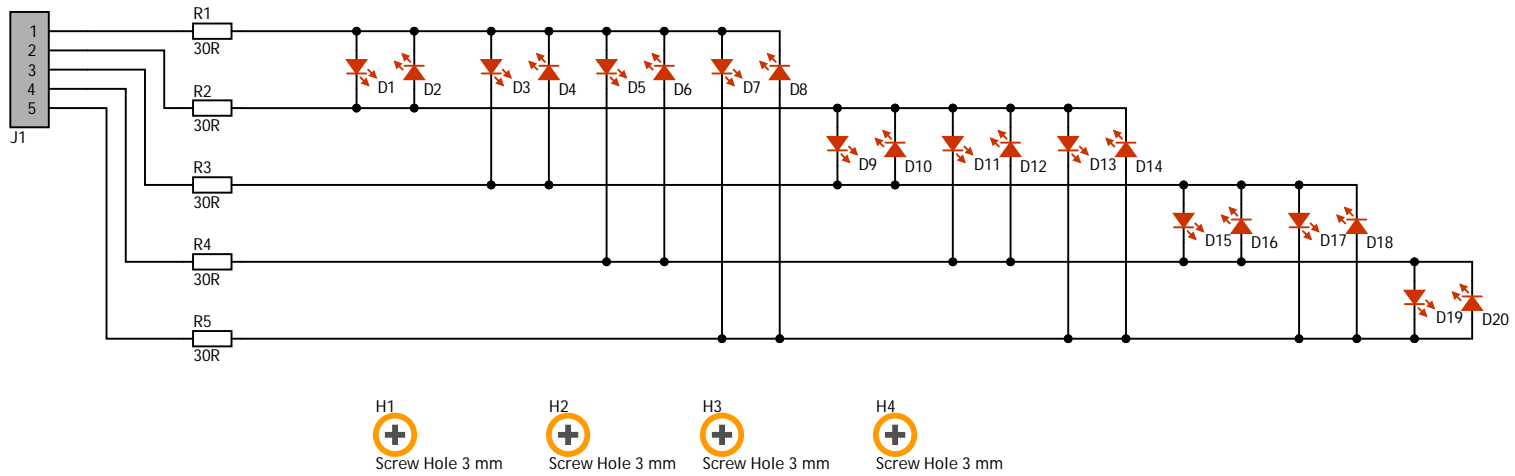 R1
1
30R
2
3
D1 D2 D3 D4 D5 D6 D7 D8
4
R2
5
30R
J1
D9 D10 D11 D12 D13 D14
R3
30R
D15 D16 D17 D18
R4
30R
D19 D20
R5
30R
H1 H2 H3 H4
Screw Hole 3 mm Screw Hole 3 mm Screw Hole 3 mm Screw Hole 3 mm